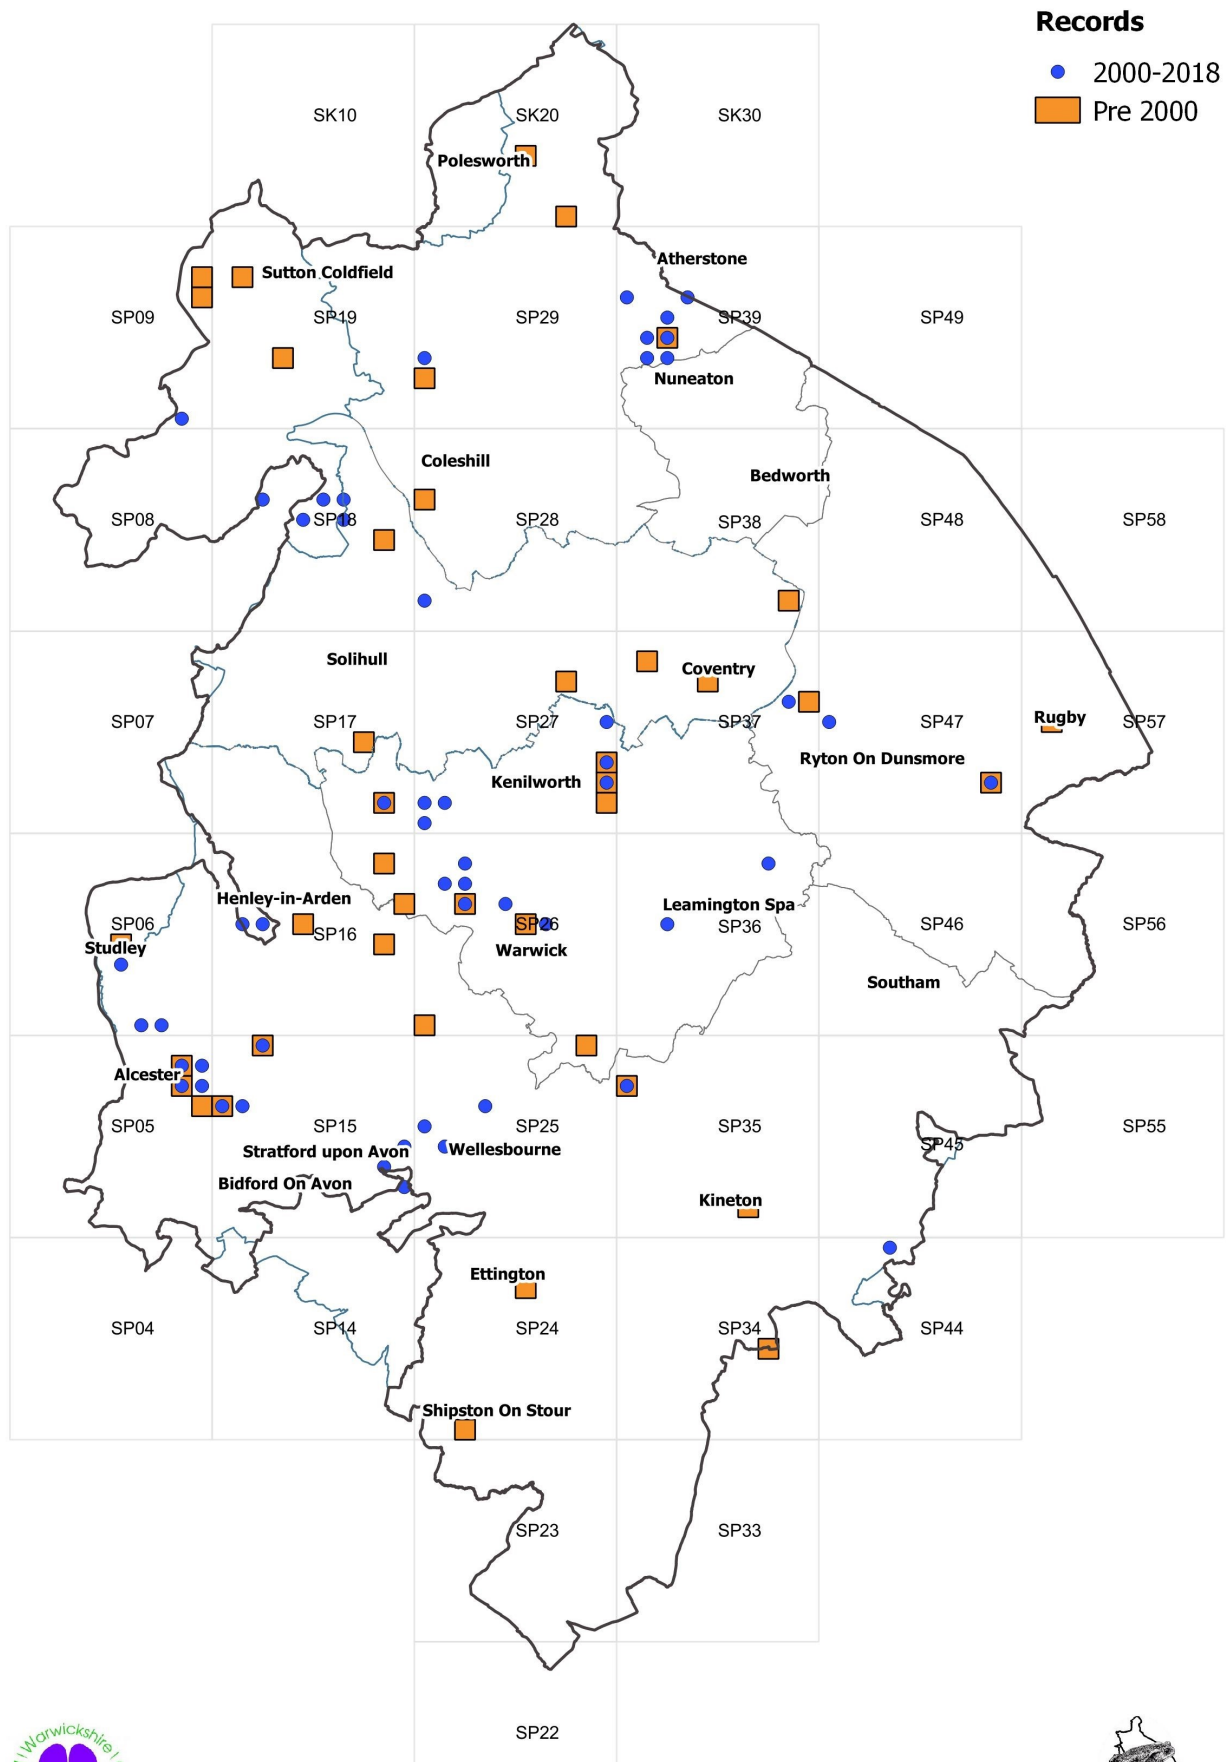 Records
2000-2018
Pre 2000
SK10
SK20
SK30
Polesworth
Atherstone
Sutton Coldfield
SP09
SP19
SP29
SP39
SP49
Nuneaton
Coleshill
Bedworth
SP08
SP18
SP28
SP38
SP48
SP58
Solihull
Coventry
SP07
SP17
SP27
SP37
SP47
Rugby
SP57
Ryton On Dunsmore
Kenilworth
Henley-in-Arden
Leamington Spa
SP06
SP16
SP26
SP36
SP46
SP56
Studley
Warwick
Southam
Alcester
SP05
SP15
SP25
SP35
SP45
SP55
Stratford upon Avon
Wellesbourne
Bidford On Avon
Kineton
Ettington
SP04
SP14
SP24
SP34
SP44
Shipston On Stour
SP23
SP33
SP22
Warwickshire